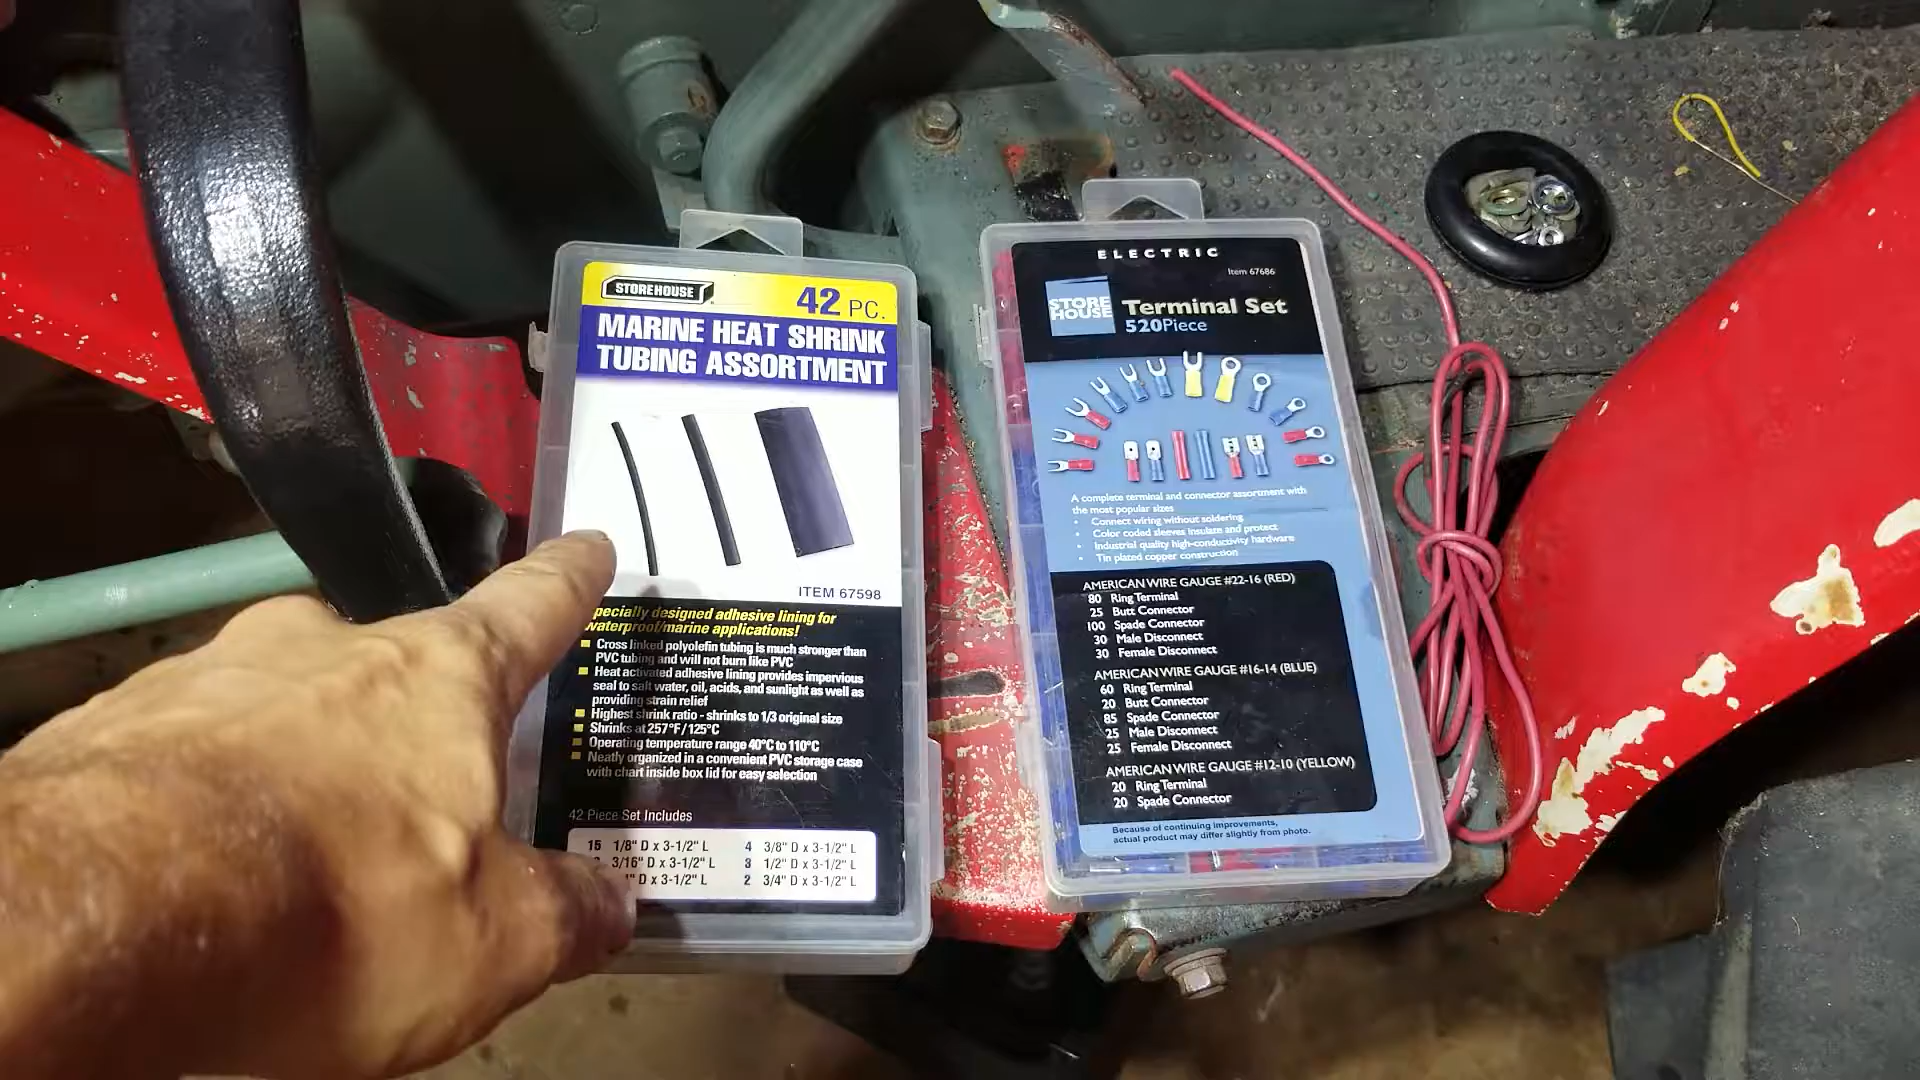 STOREHOUSE
42 PC.
MARINE HEAT SHRINK
TUBING ASSORTMENT
ITEM 67598
pecially designed adhesive lining for
waterproof/marine applications!
Cross linked polyolefin tubing is much stronger than
PVC tubing and will not burn like PVC
Heat activated adhesive lining provides impervious
seal to salt water, oil, acids, and sunlight as well as
providing strain relief
Highest shrink ratio - shrinks to 1/3 original size
Shrinks at 257°F/125°C
Operating temperature range 40°C to 110°C
Neatly organized in a convenient PVC storage case
with chart inside box lid for easy selection
42 Piece Set Includes
15 1/8" D x 3-1/2" L
3/16" D x 3-1/2" L
D x 3-1/2" L
4 3/8" D x 3-1/2" L
3 1/2" D x 3-1/2" L
2 3/4" D x 3-1/2" L
ELECTRIC
Item 67686
STORE
HOUSE
Terminal Set
520Piece
A complete terminal and connector assortment with
the most popular sizes
• Connect wiring without soldering
• Color coded sleeves insulate and protect
• Industrial quality high-conductivity hardware
• Tin plated copper construction
AMERICAN WIRE GAUGE #22-16 (RED)
80 Ring Terminal
25 Butt Connector
100 Spade Connector
30 Male Disconnect
30 Female Disconnect
AMERICAN WIRE GAUGE #16-14 (BLUE)
60 Ring Terminal
20 Butt Connector
85 Spade Connector
25 Male Disconnect
25 Female Disconnect
AMERICAN WIRE GAUGE #12-10 (YELLOW)
20 Ring Terminal
20 Spade Connector
Because of continuing improvements,
actual product may differ slightly from photo.